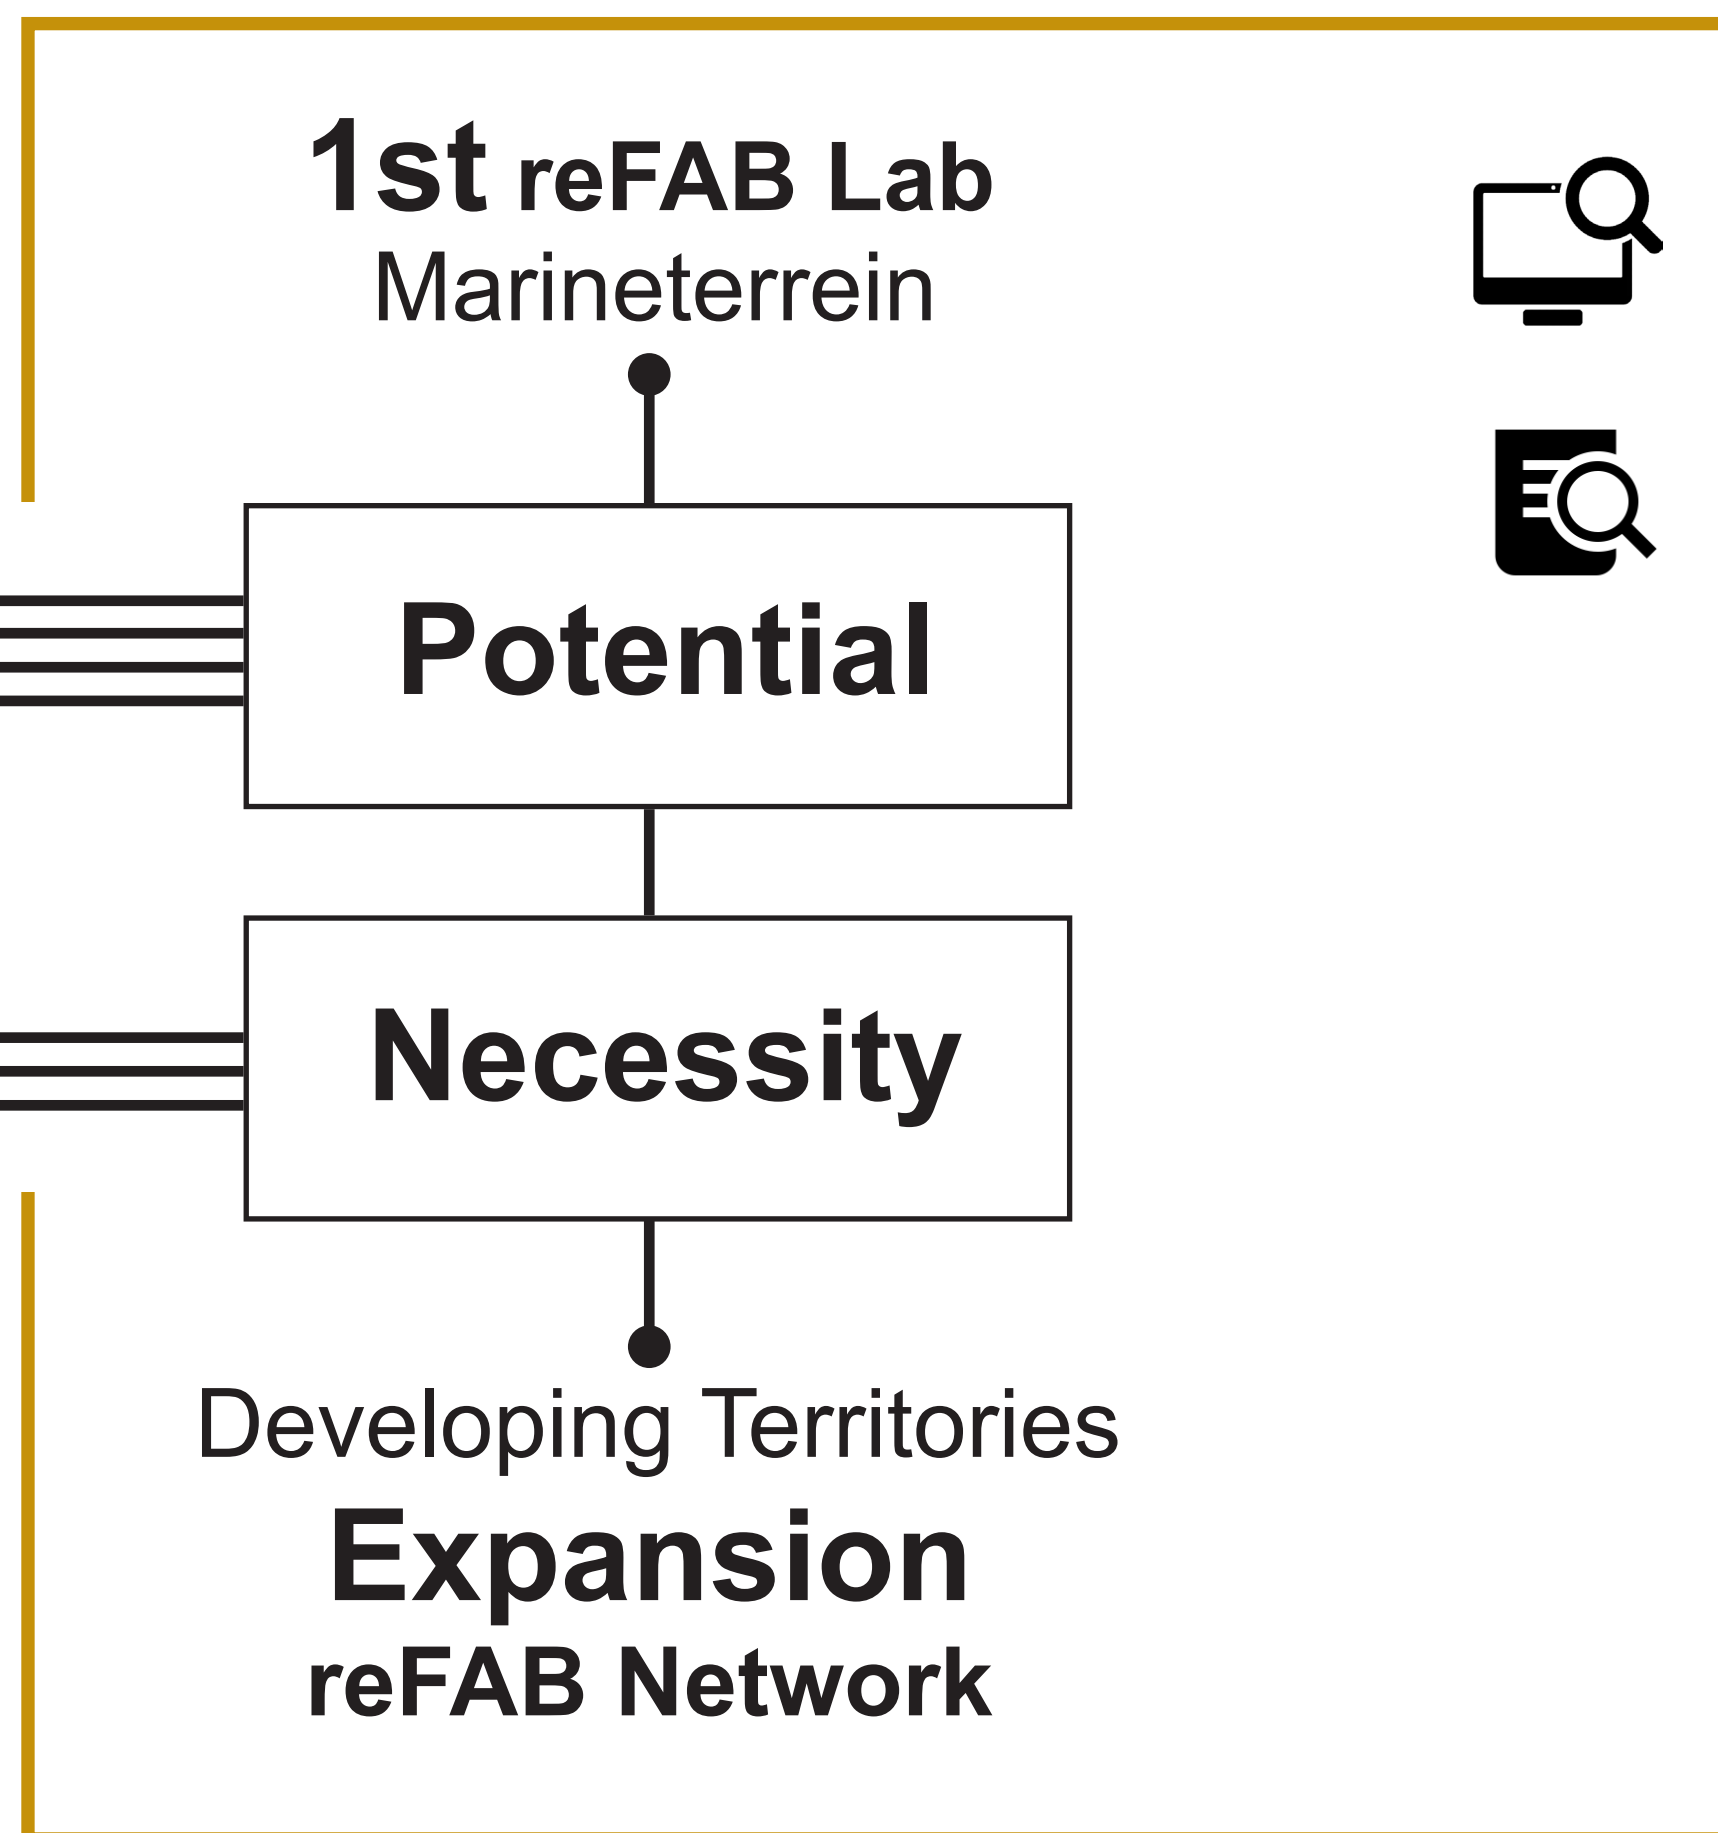 1st reFAB Lab
Marineterrein
Potential
Necessity
Developing Territories
Expansion
reFAB Network